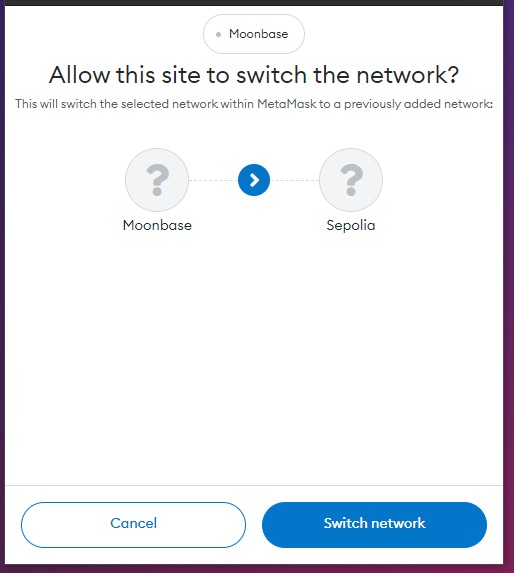 Moonbase
Allow this site to switch the network?
This will switch the selected network within MetaMask to a previously added network:
? ?
Moonbase Sepolia
Cancel Switch network